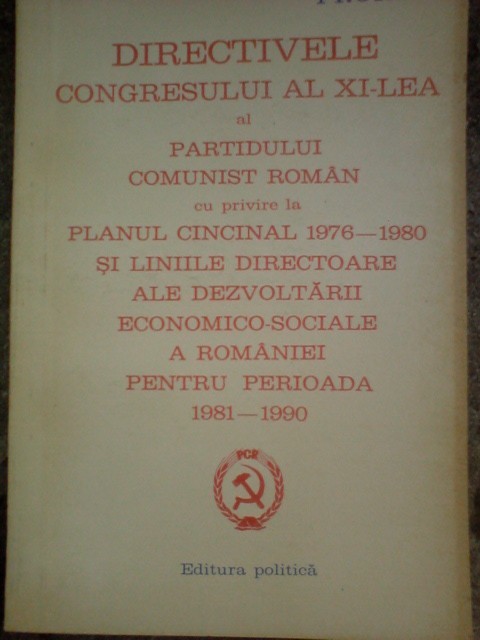 DIRECTIVELE
CONGRESULUI AL XI-LEA
al
PARTIDULUI
COMUNIST ROMÂN
cu privire la
PLANUL CINCINAL 1976—1980
ȘI LINIILE DIRECTOARE
ALE DEZVOLTĂRII
ECONOMICO-SOCIALE
A ROMÂNIEI
PENTRU PERIOADA
1981—1990
PCR
Editura politică